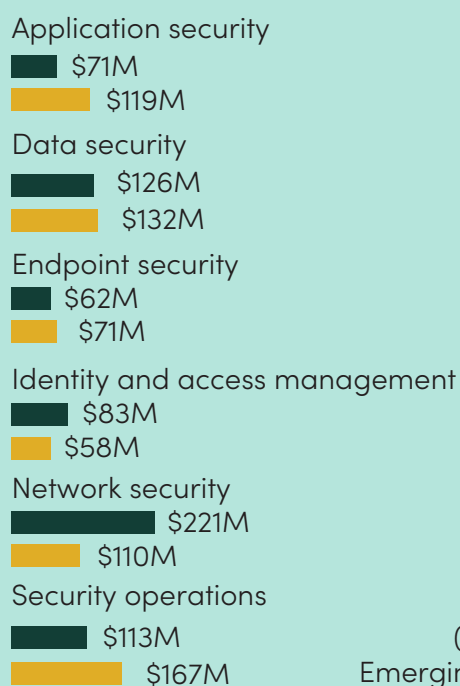 Application security
$71M
$119M
Data security
$126M
$132M
Endpoint security
$62M
$71M
Identity and access management
$83M
$58M
Network security
$221M
$110M
Security operations
$113M
(
$167M
Emergin